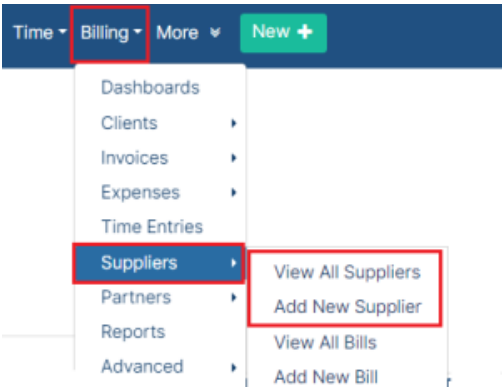 Time Billing More New +
Dashboards
Clients
Invoices
Expenses
Time Entries
Suppliers
Partners
Reports
Advanced
View All Suppliers
Add New Supplier
View All Bills
Add New Bill